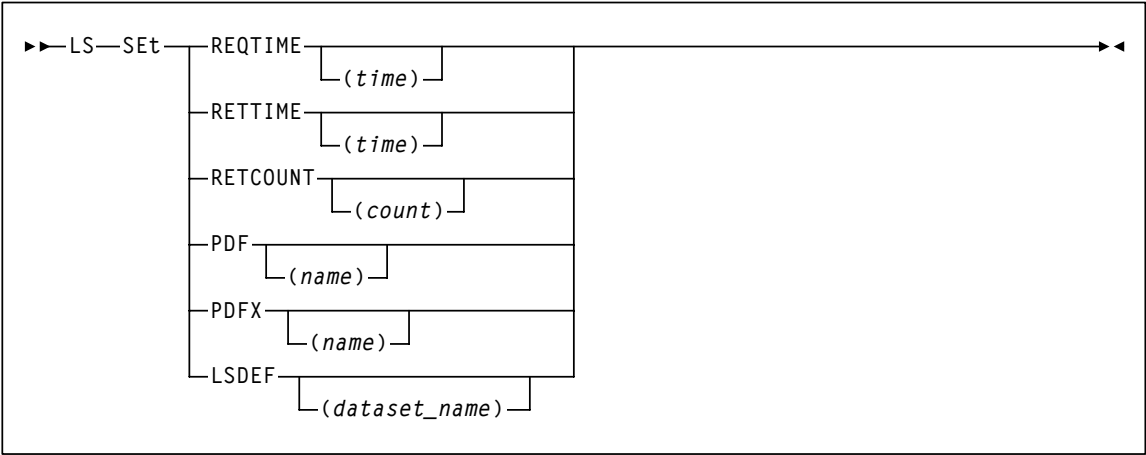 LS SEt REQTIME
(time)
RETTIME
(time)
RETCOUNT
(count)
PDF
(name)
PDFX
(name)
LSDEF
(dataset_name)